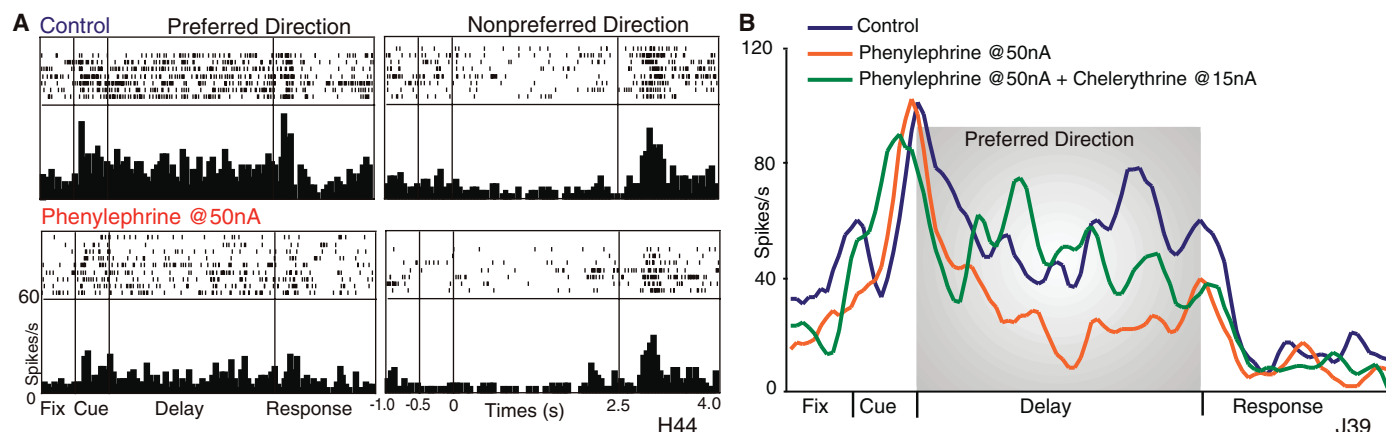 A
Control
Preferred Direction
Nonpreferred Direction
Phenylephrine @50nA
60
Spikes/s
0
Fix Cue Delay Response
-1.0 -0.5 0 Times (s) 2.5 4.0
H44
B
Control
Phenylephrine @50nA
Phenylephrine @50nA + Chelerythrine @15nA
120
80
40
0
Spikes/s
Preferred Direction
Fix Cue Delay Response
J39